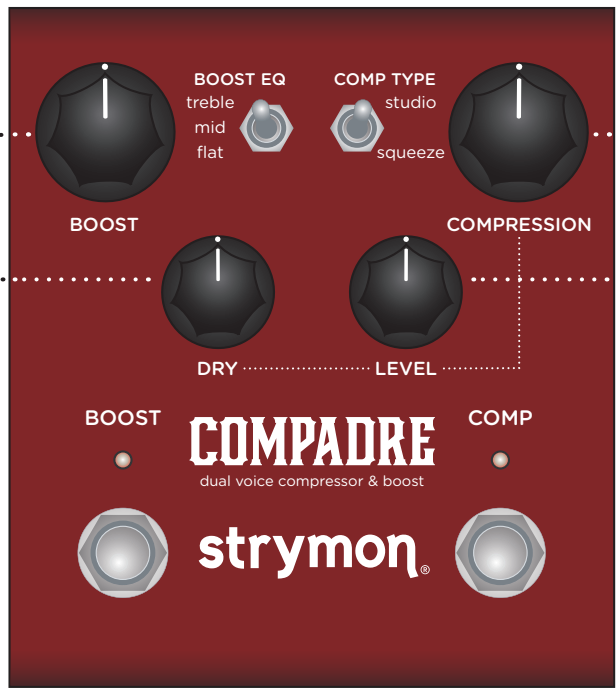 BOOST EQ
treble
mid
flat
COMP TYPE
studio
squeeze
BOOST
COMPRESSION
DRY
LEVEL
BOOST
COMP
COMPADRE
dual voice compressor & boost
strymon®